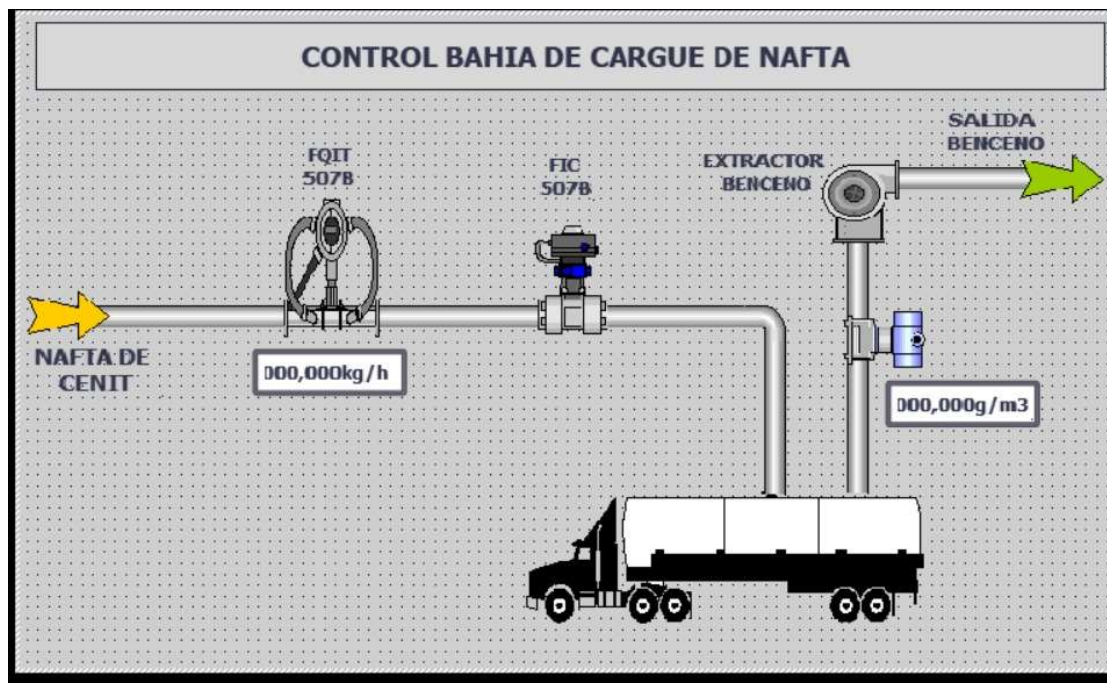 CONTROL BAHIA DE CARGUE DE NAFTA
SALIDA
BENCENO
FQIT
507B
FIC
507B
EXTRACTOR
BENCENO
NAFTA DE
CENIT
000,000kg/h
000,000g/m3